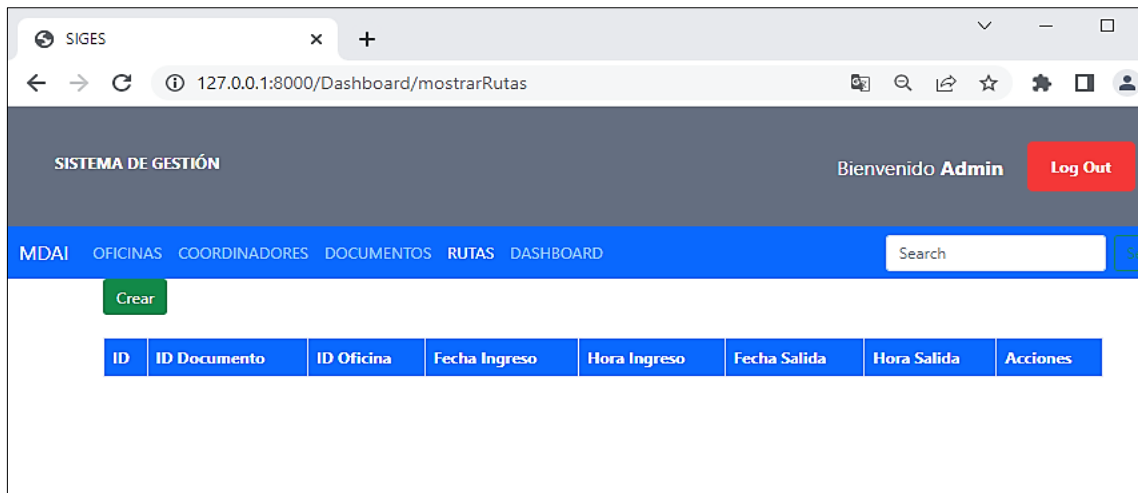 SIGES
127.0.0.1:8000/Dashboard/mostrarRutas
SISTEMA DE GESTIÓN
Bienvenido Admin
Log Out
MDAI OFICINAS COORDINADORES DOCUMENTOS RUTAS DASHBOARD Search
Crear
ID ID Documento ID Oficina Fecha Ingreso Hora Ingreso Fecha Salida Hora Salida Acciones